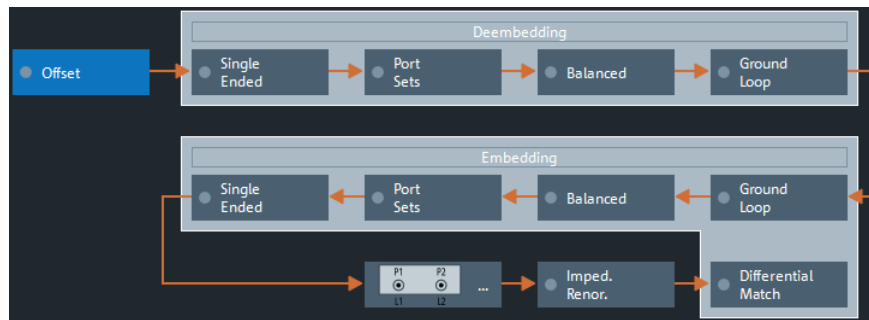 Deembedding
Offset
Single
Ended
Port
Sets
Balanced
Ground
Loop
Embedding
Single
Ended
Port
Sets
Balanced
Ground
Loop
P1 P2
L1 L2
...
Imped.
Renor.
Differential
Match